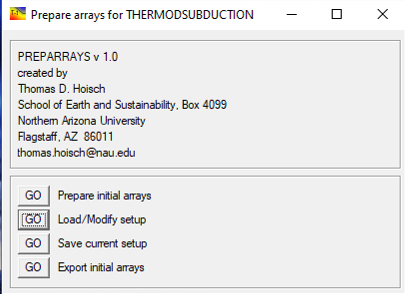 Prepare arrays for THERMODSUBDUCTION
PREPARRAYS v 1.0
created by
Thomas D. Hoisch
School of Earth and Sustainability, Box 4099
Northern Arizona University
Flagstaff, AZ  86011
thomas.hoisch@nau.edu
GO Prepare initial arrays
GO Load/Modify setup
GO Save current setup
GO Export initial arrays